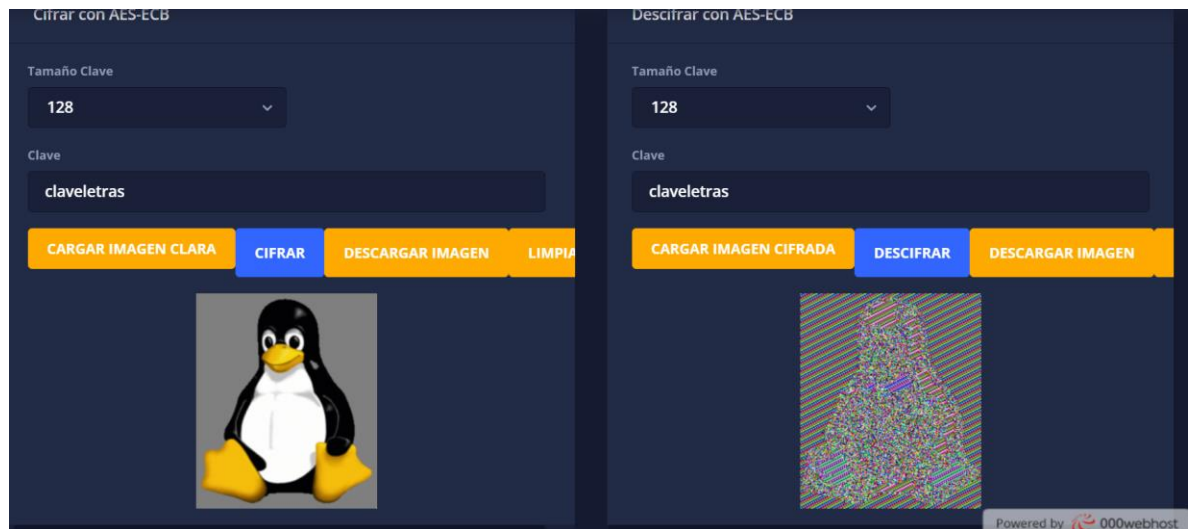 Cifrar con AES-ECB
Tamaño Clave
128
Clave
claveletras
CARGAR IMAGEN CLARA
CIFRAR
DESCARGAR IMAGEN
LIMPIA
Descifrar con AES-ECB
Tamaño Clave
128
Clave
claveletras
CARGAR IMAGEN CIFRADA
DESCIFRAR
DESCARGAR IMAGEN
Powered by 000webhost